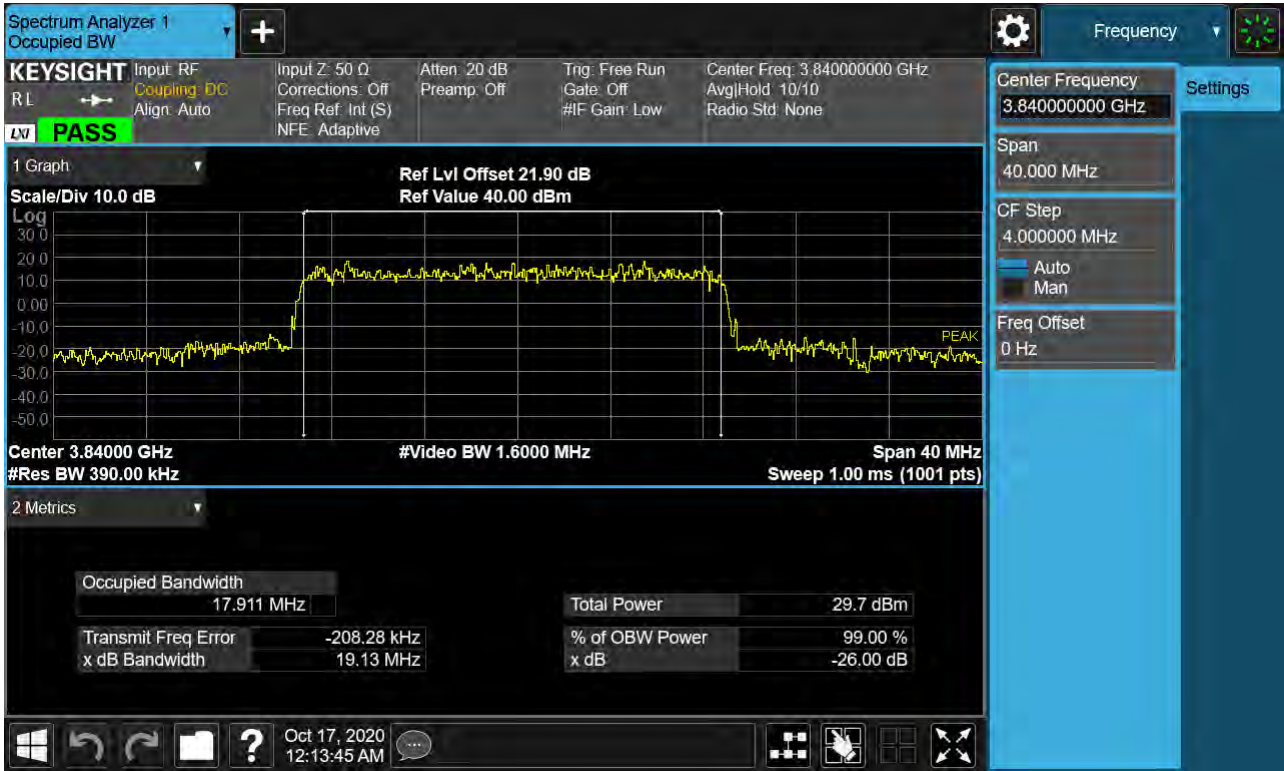 Spectrum Analyzer 1
Occupied BW
+
Frequency
KEYSIGHT
RL
LXI
PASS
Input: RF
Coupling: DC
Align: Auto
Input Z: 50 Ω
Corrections: Off
Freq Ref: Int (S)
NFE: Adaptive
Atten: 20 dB
Preamp: Off
Trig: Free Run
Gate: Off
#IF Gain: Low
Center Freq: 3.840000000 GHz
Avg|Hold: 10/10
Radio Std: None
Center Frequency
3.840000000 GHz
Settings
Span
40.000 MHz
CF Step
4.000000 MHz
Auto
Man
Freq Offset
0 Hz
1 Graph
Scale/Div 10.0 dB
Ref Lvl Offset 21.90 dB
Ref Value 40.00 dBm
Log
30.0
20.0
10.0
0.00
-10.0
-20.0
-30.0
-40.0
-50.0
PEAK
Center 3.84000 GHz
#Video BW 1.6000 MHz
Span 40 MHz
#Res BW 390.00 kHz
Sweep 1.00 ms (1001 pts)
2 Metrics
Occupied Bandwidth
17.911 MHz
Total Power 29.7 dBm
Transmit Freq Error -208.28 kHz
% of OBW Power 99.00 %
x dB Bandwidth 19.13 MHz
x dB -26.00 dB
?
Oct 17, 2020
12:13:45 AM